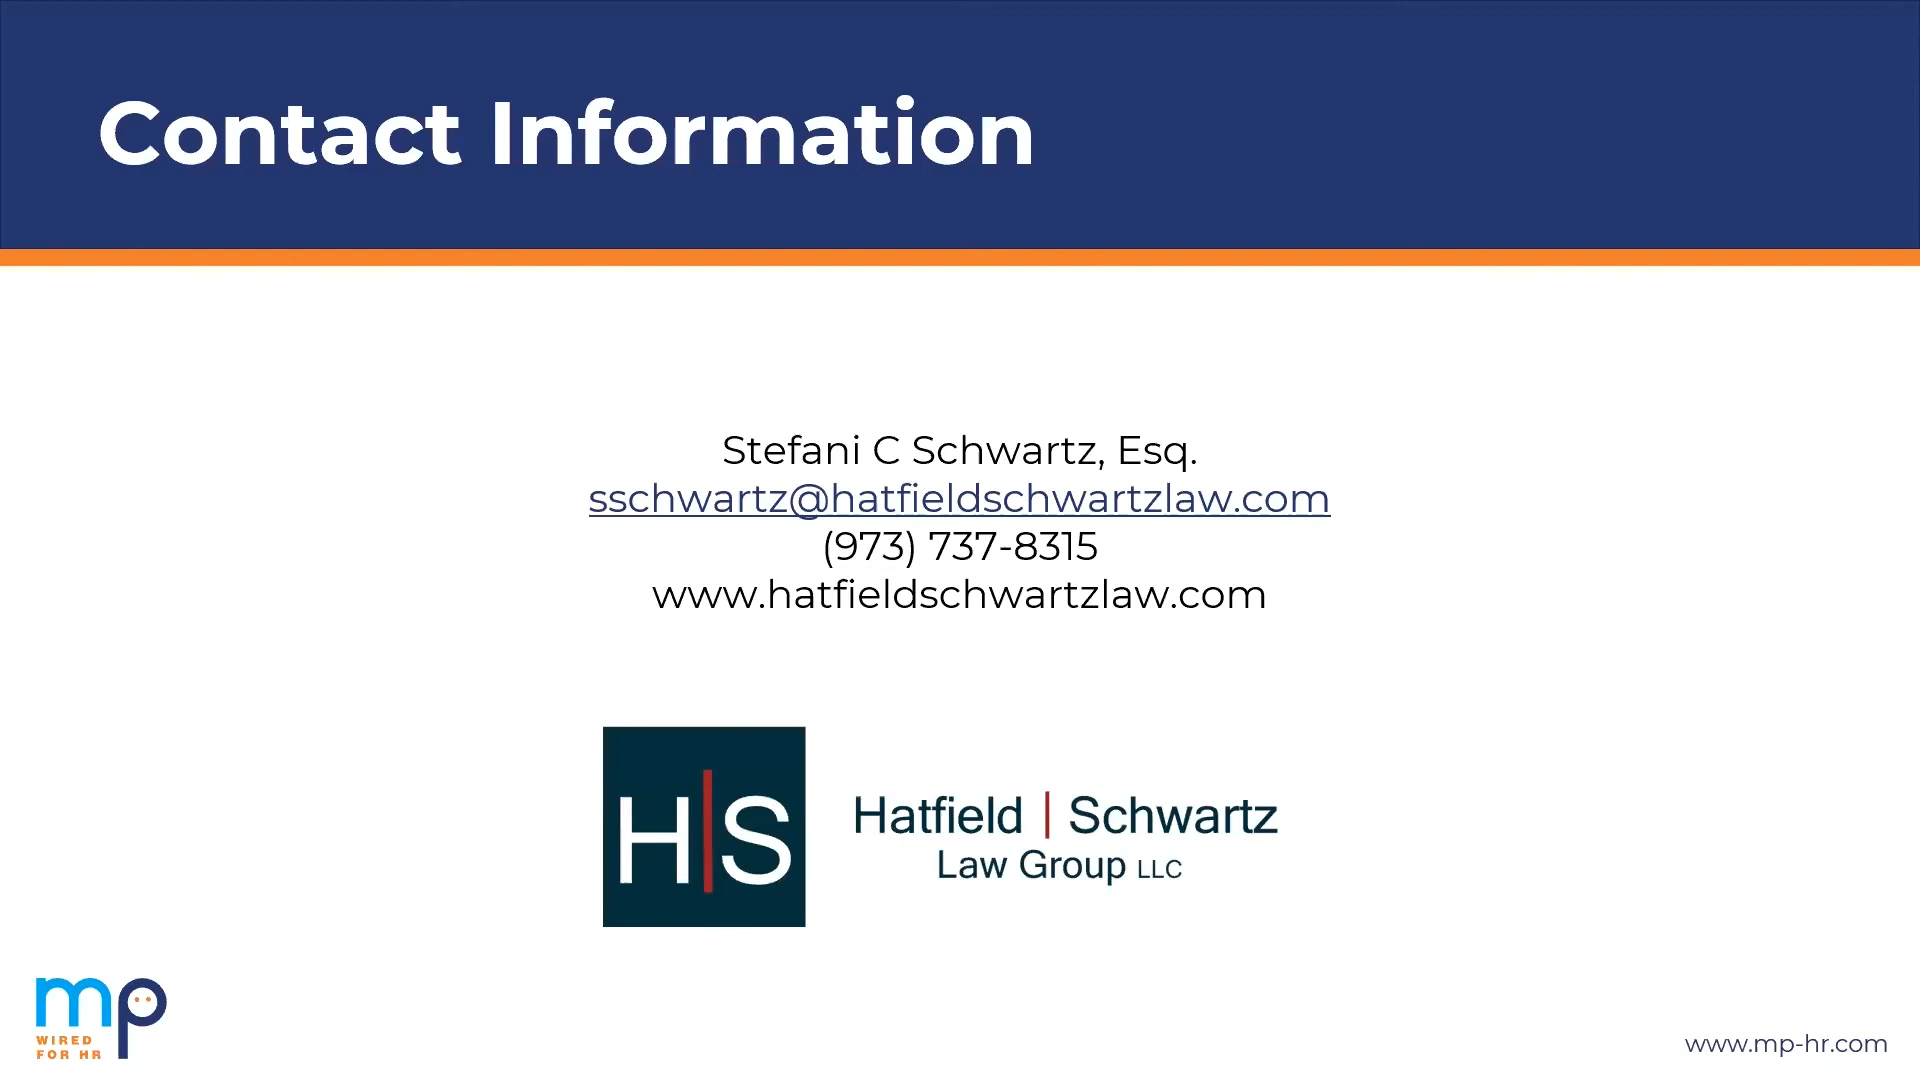 Contact Information
Stefani C Schwartz, Esq.
sschwartz@hatfieldschwartzlaw.com
(973) 737-8315
www.hatfieldschwartzlaw.com
H|S
Hatfield | Schwartz
Law Group LLC
mp
WIRED
FOR HR
www.mp-hr.com